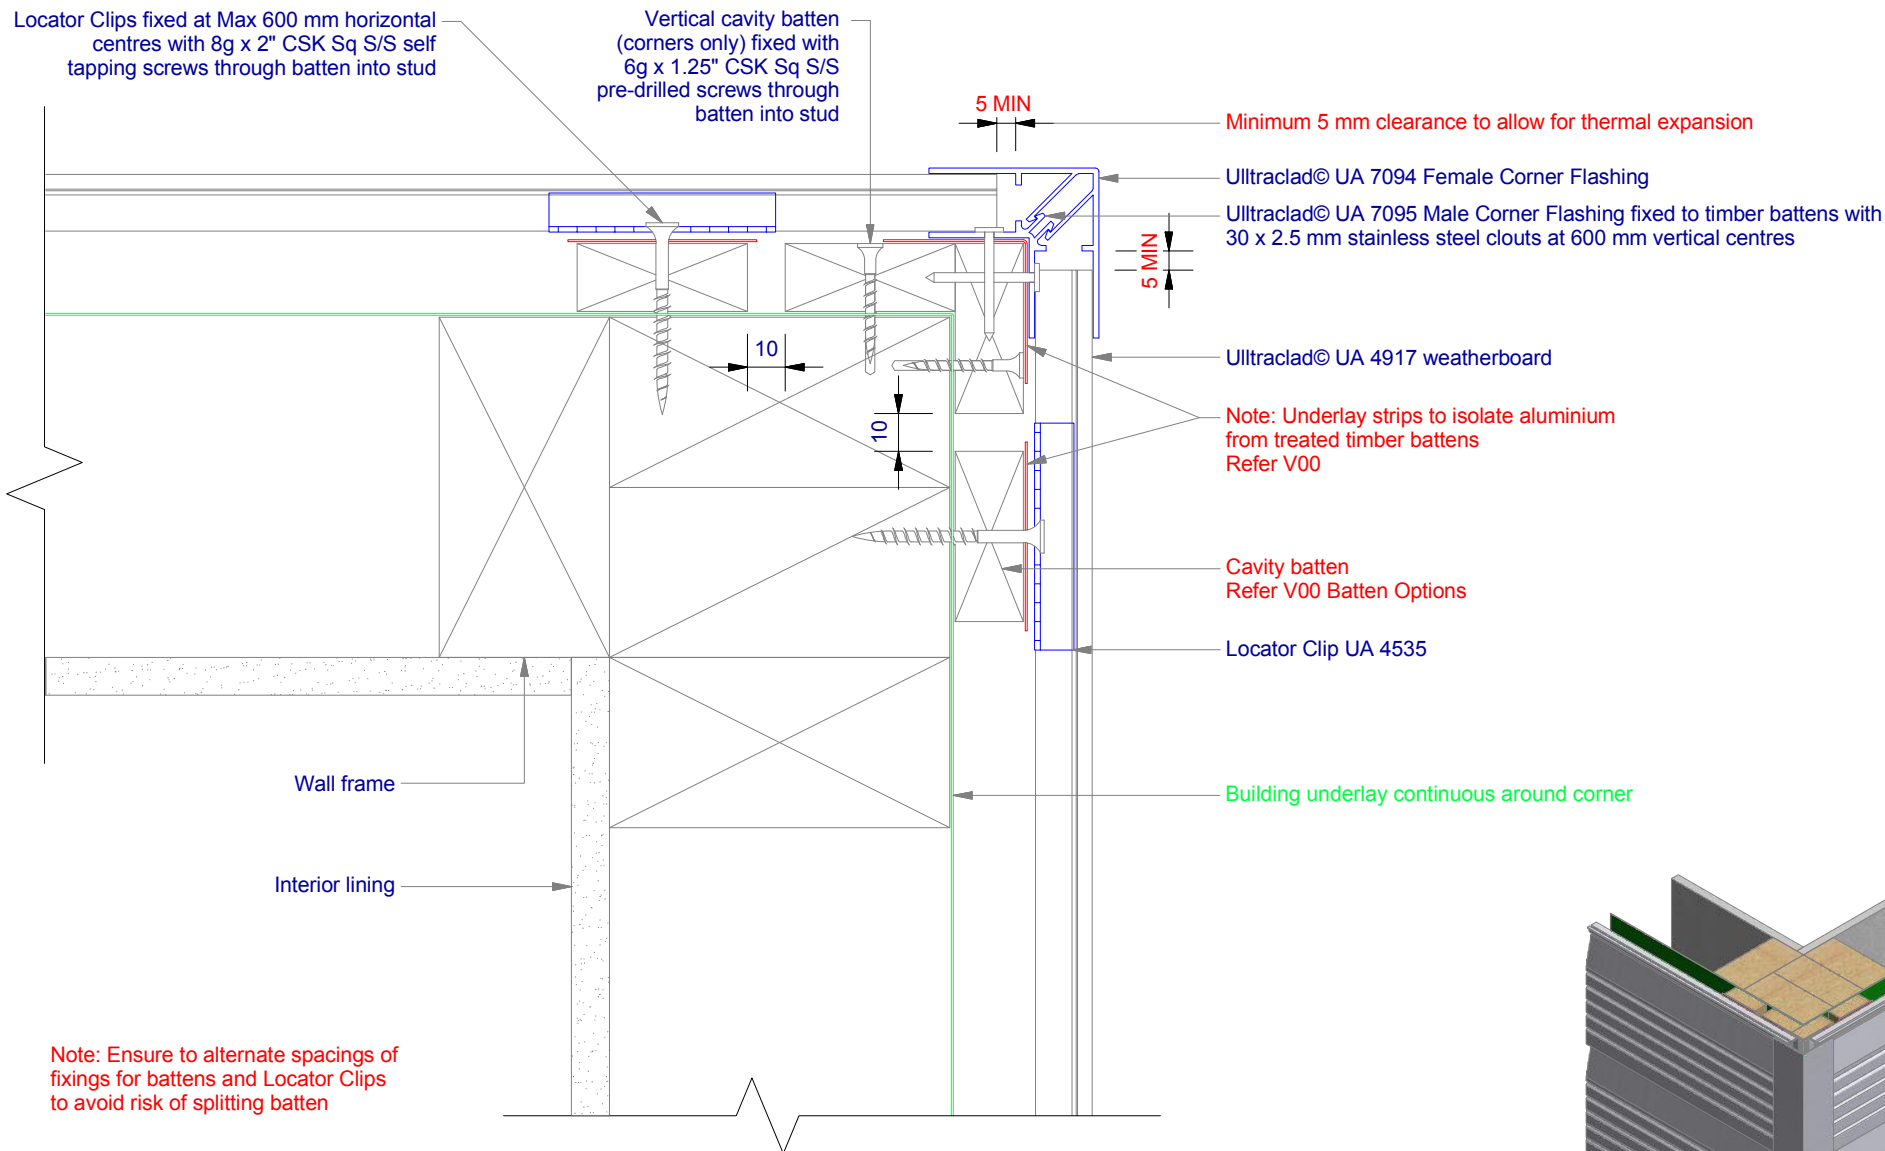 Locator Clips fixed at Max 600 mm horizontal
centres with 8g x 2" CSK Sq S/S self
tapping screws through batten into stud
Vertical cavity batten
(corners only) fixed with
6g x 1.25" CSK Sq S/S
pre-drilled screws through
batten into stud
5 MIN
Minimum 5 mm clearance to allow for thermal expansion
Ulltraclad© UA 7094 Female Corner Flashing
Ulltraclad© UA 7095 Male Corner Flashing fixed to timber battens with
30 x 2.5 mm stainless steel clouts at 600 mm vertical centres
5 MIN
10
Ulltraclad© UA 4917 weatherboard
10
Note: Underlay strips to isolate aluminium
from treated timber battens
Refer V00
Cavity batten
Refer V00 Batten Options
Locator Clip UA 4535
Wall frame
Building underlay continuous around corner
Interior lining
Note: Ensure to alternate spacings of
fixings for battens and Locator Clips
to avoid risk of splitting batten